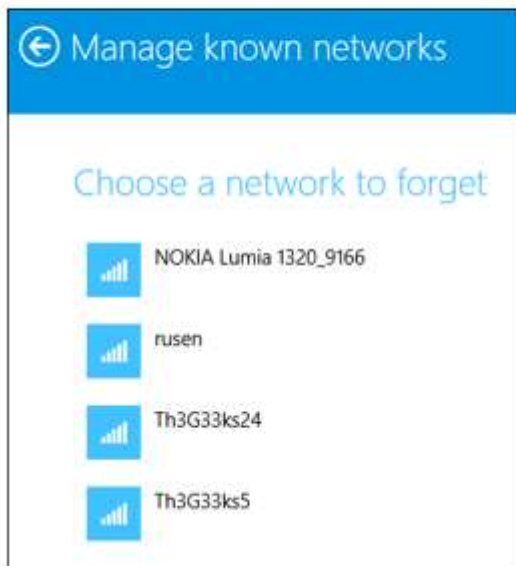 Manage known networks
Choose a network to forget
NOKIA Lumia 1320_9166
rusen
Th3G33ks24
Th3G33ks5